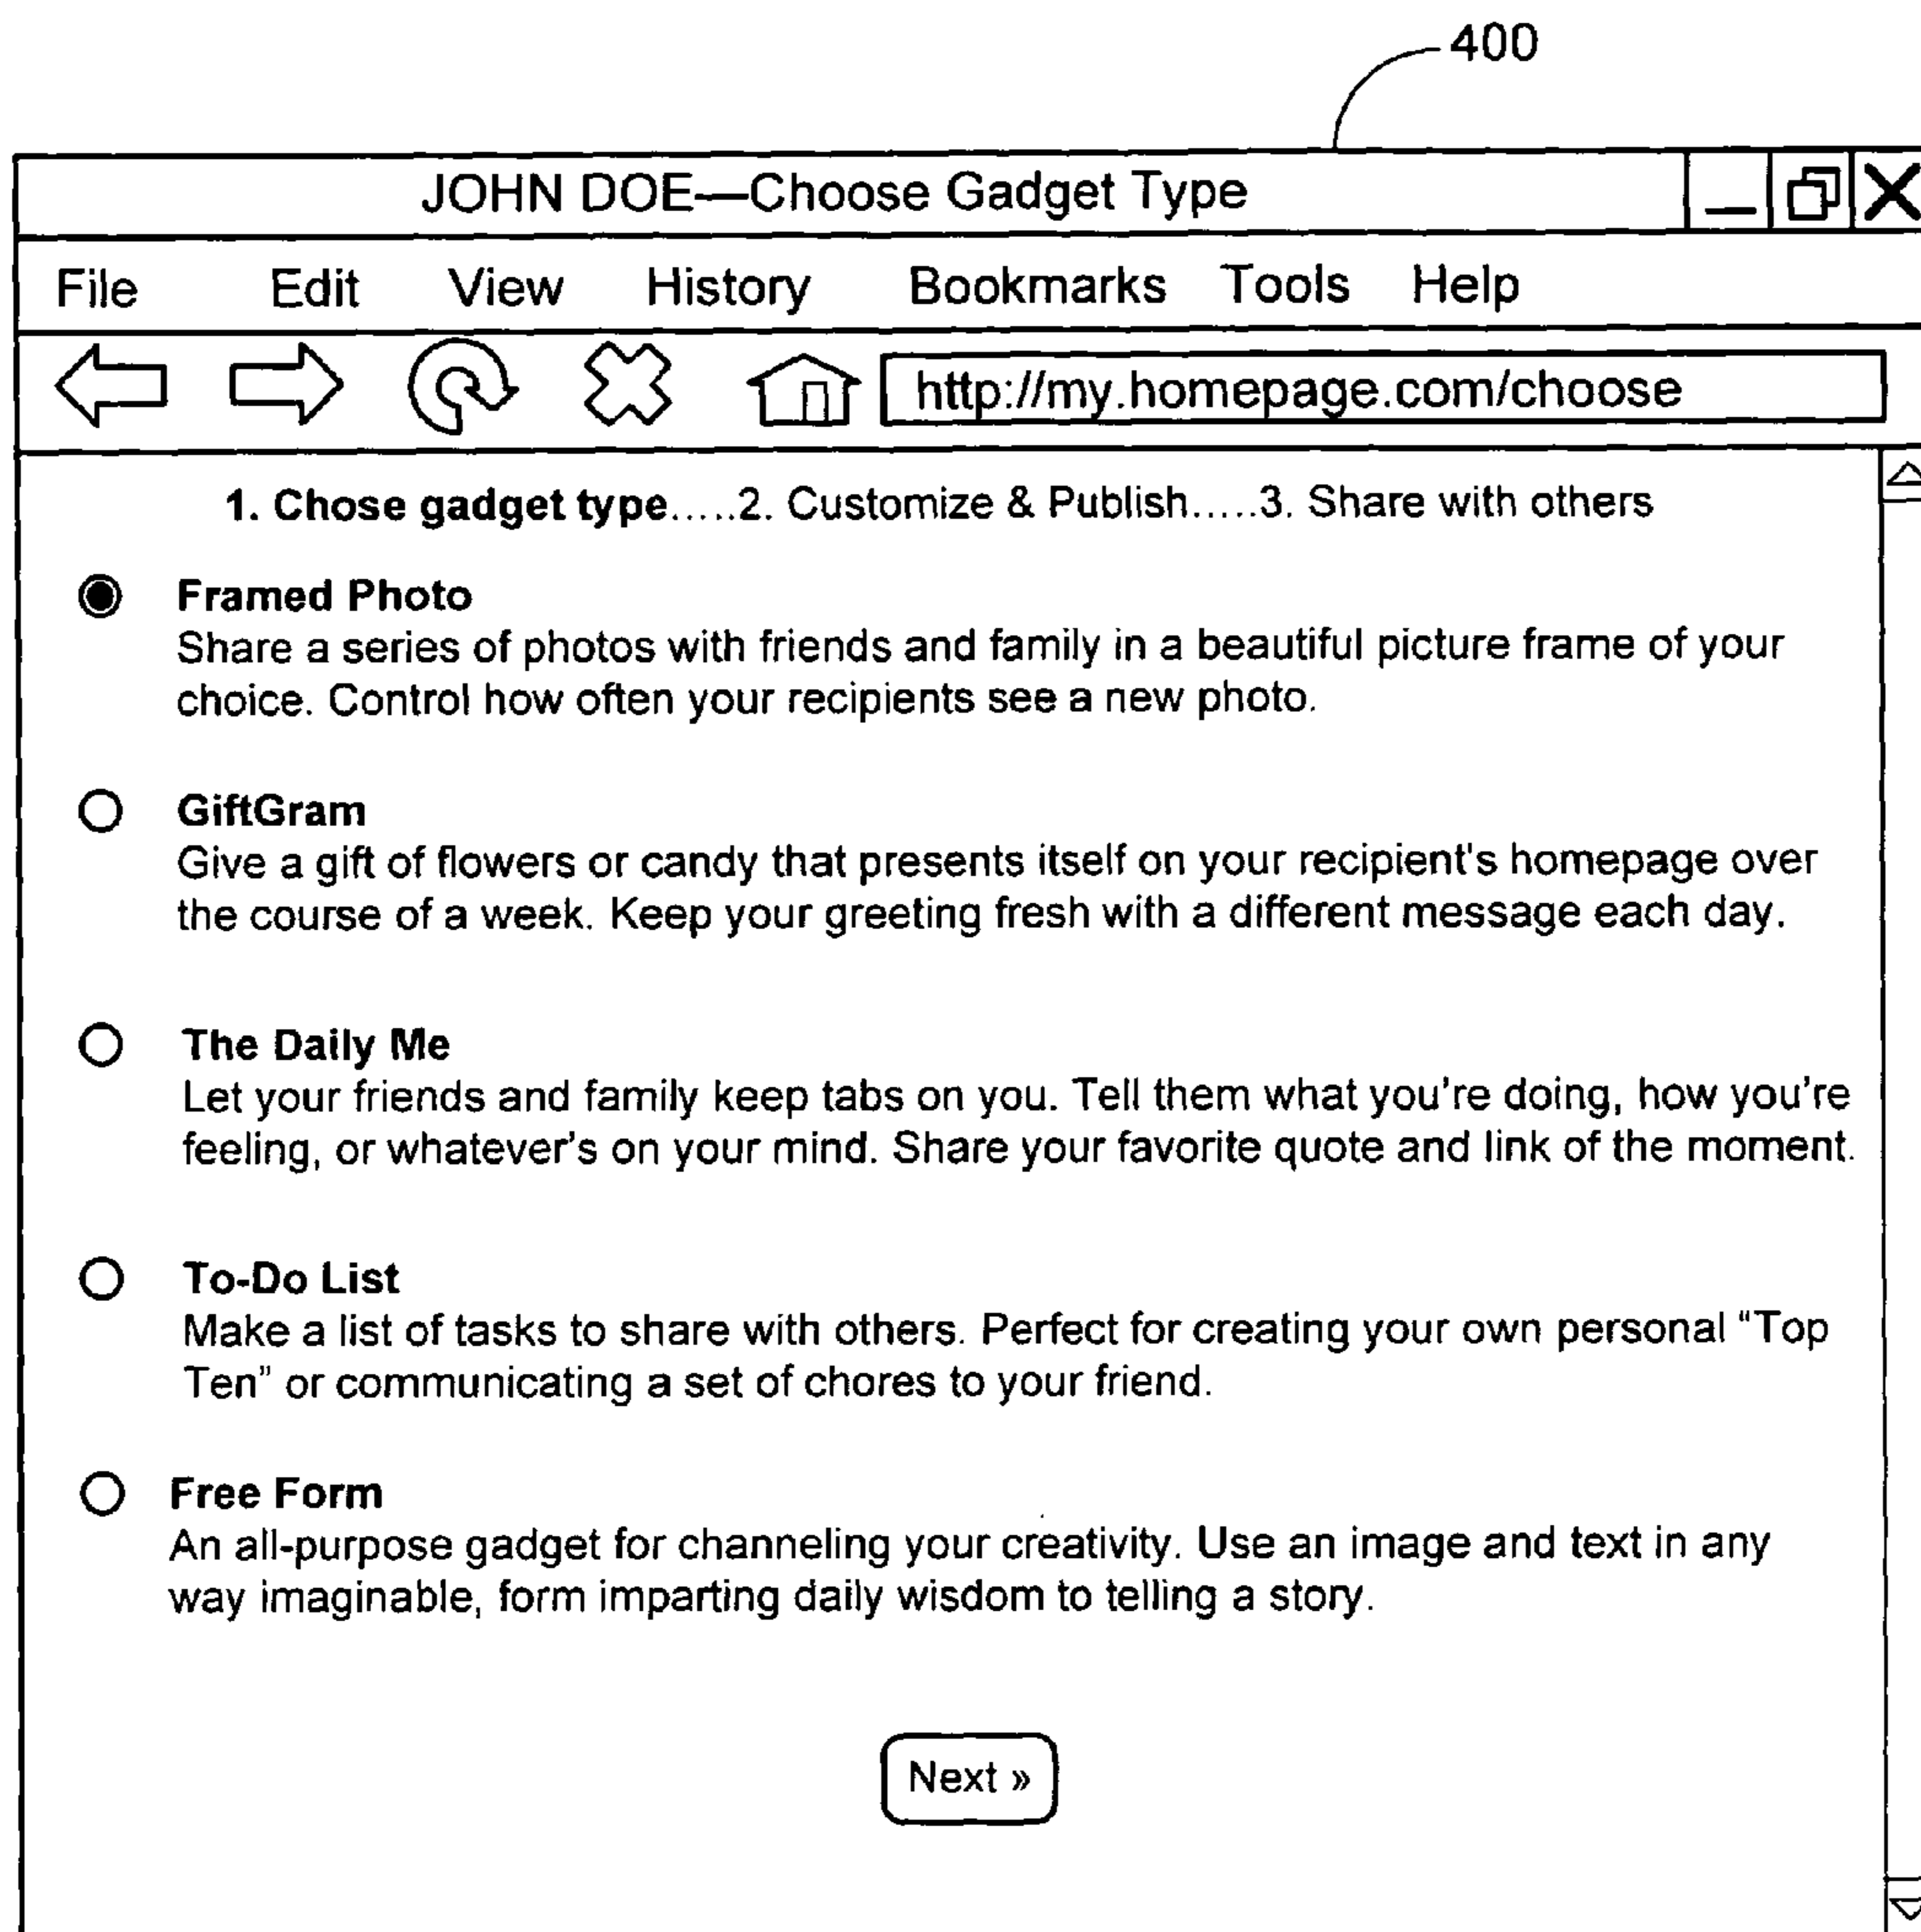 400
JOHN DOE—Choose Gadget Type
File Edit View History Bookmarks Tools Help
http://my.homepage.com/choose
1. Chose gadget type.....2. Customize & Publish.....3. Share with others
Framed Photo
Share a series of photos with friends and family in a beautiful picture frame of your
choice. Control how often your recipients see a new photo.
GiftGram
Give a gift of flowers or candy that presents itself on your recipient's homepage over
the course of a week. Keep your greeting fresh with a different message each day.
The Daily Me
Let your friends and family keep tabs on you. Tell them what you're doing, how you're
feeling, or whatever's on your mind. Share your favorite quote and link of the moment.
To-Do List
Make a list of tasks to share with others. Perfect for creating your own personal “Top
Ten” or communicating a set of chores to your friend.
Free Form
An all-purpose gadget for channeling your creativity. Use an image and text in any
way imaginable, form imparting daily wisdom to telling a story.
Next »